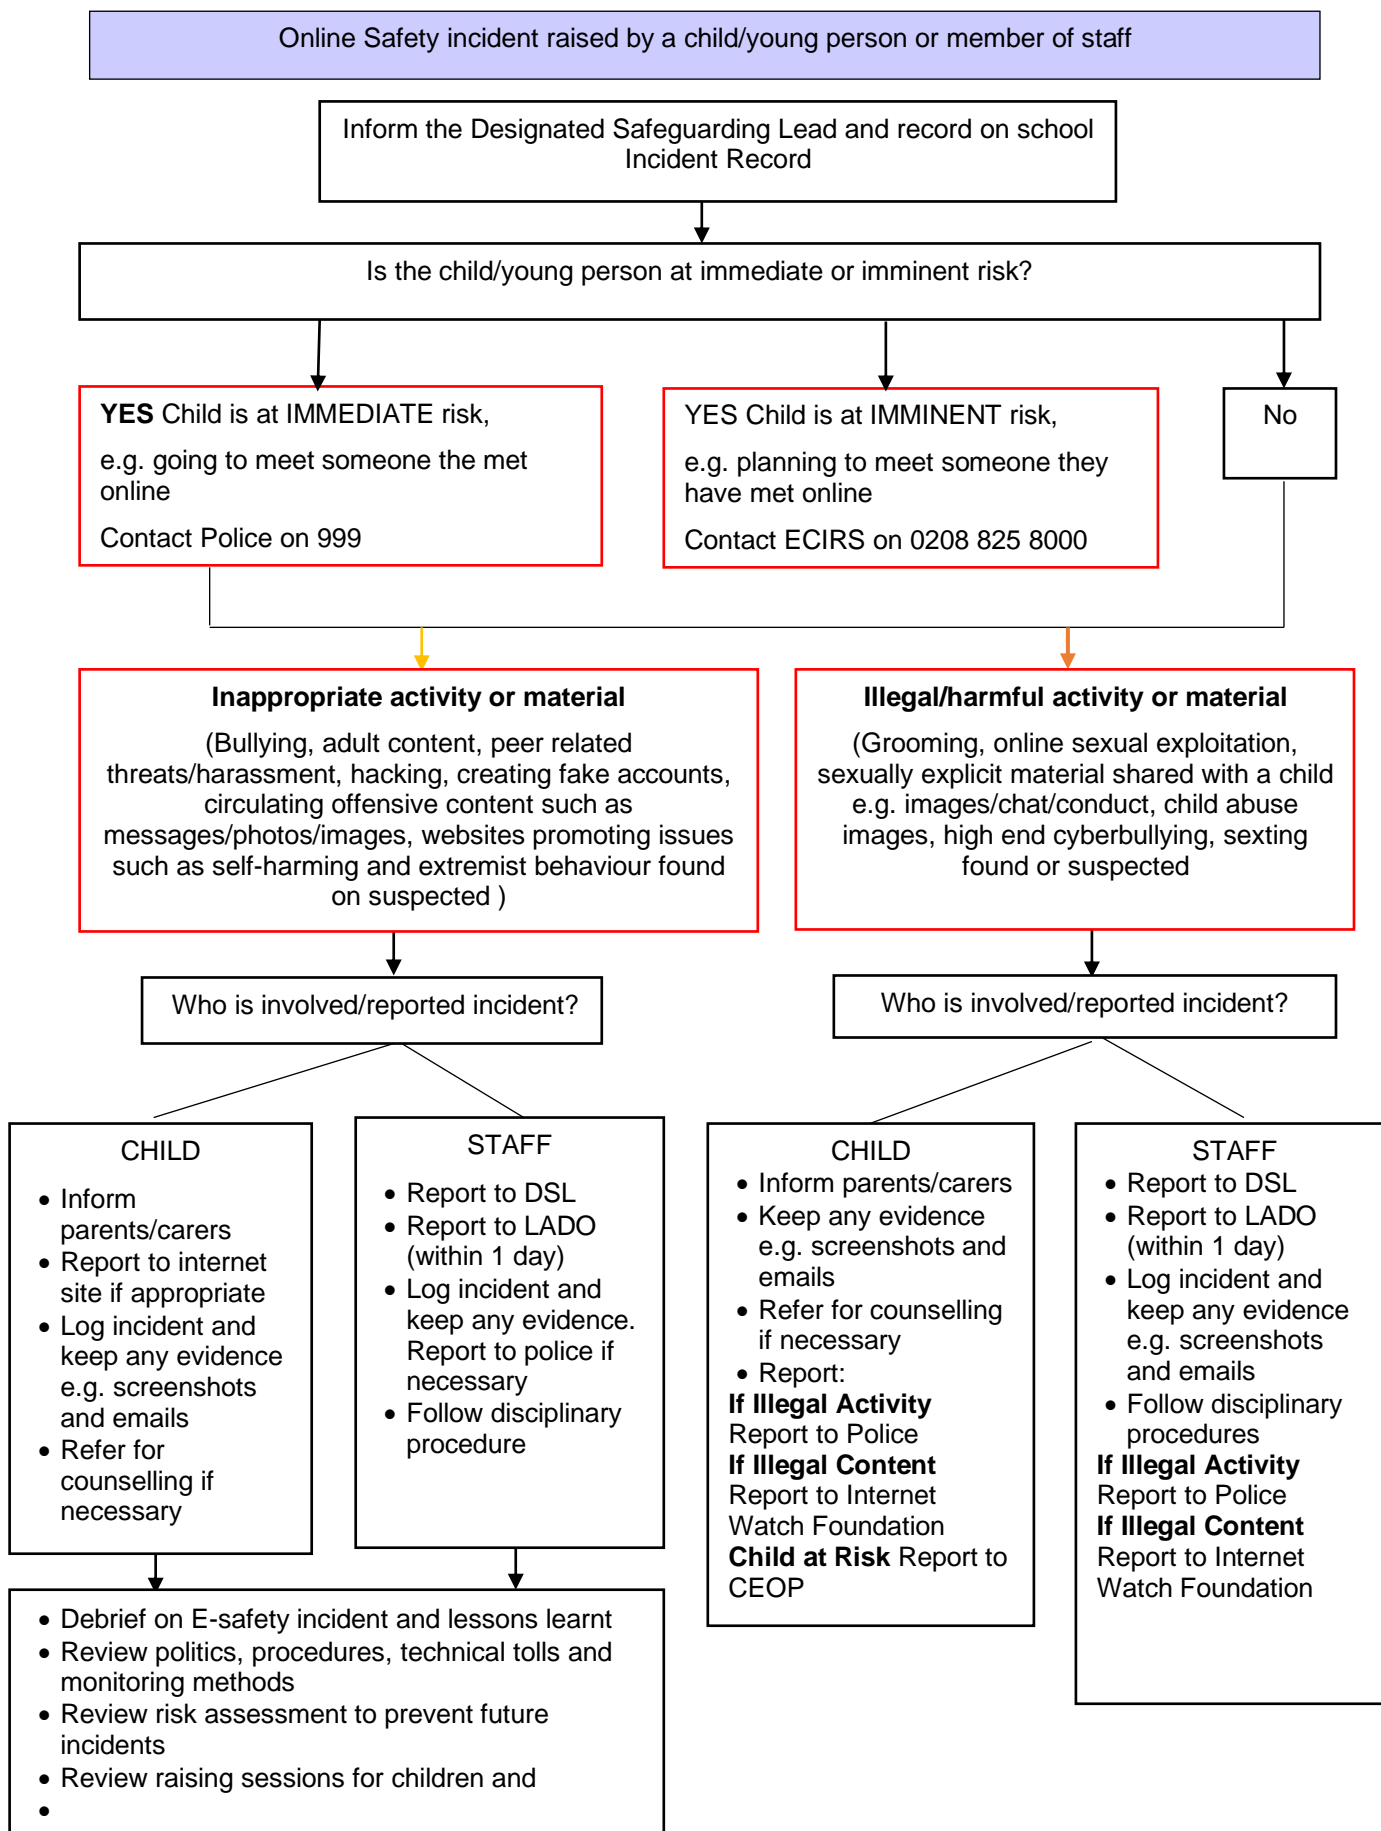 Online Safety incident raised by a child/young person or member of staff
Inform the Designated Safeguarding Lead and record on school
Incident Record
Is the child/young person at immediate or imminent risk?
YES Child is at IMMEDIATE risk,
e.g. going to meet someone the met
online
Contact Police on 999
YES Child is at IMMINENT risk,
e.g. planning to meet someone they
have met online
Contact ECIRS on 0208 825 8000
No
Inappropriate activity or material
(Bullying, adult content, peer related
threats/harassment, hacking, creating fake accounts,
circulating offensive content such as
messages/photos/images, websites promoting issues
such as self-harming and extremist behaviour found
on suspected )
Illegal/harmful activity or material
(Grooming, online sexual exploitation,
sexually explicit material shared with a child
e.g. images/chat/conduct, child abuse
images, high end cyberbullying, sexting
found or suspected
Who is involved/reported incident?
Who is involved/reported incident?
CHILD
• Inform
parents/carers
• Report to internet
site if appropriate
• Log incident and
keep any evidence
e.g. screenshots
and emails
• Refer for
counselling if
necessary
STAFF
• Report to DSL
• Report to LADO
(within 1 day)
• Log incident and
keep any evidence.
Report to police if
necessary
• Follow disciplinary
procedure
CHILD
• Inform parents/carers
• Keep any evidence
e.g. screenshots and
emails
• Refer for counselling
if necessary
• Report:
If Illegal Activity
Report to Police
If Illegal Content
Report to Internet
Watch Foundation
Child at Risk Report to
CEOP
STAFF
• Report to DSL
• Report to LADO
(within 1 day)
• Log incident and
keep any evidence
e.g. screenshots
and emails
• Follow disciplinary
procedures
If Illegal Activity
Report to Police
If Illegal Content
Report to Internet
Watch Foundation
• Debrief on E-safety incident and lessons learnt
• Review politics, procedures, technical tolls and
monitoring methods
• Review risk assessment to prevent future
incidents
• Review raising sessions for children and
•